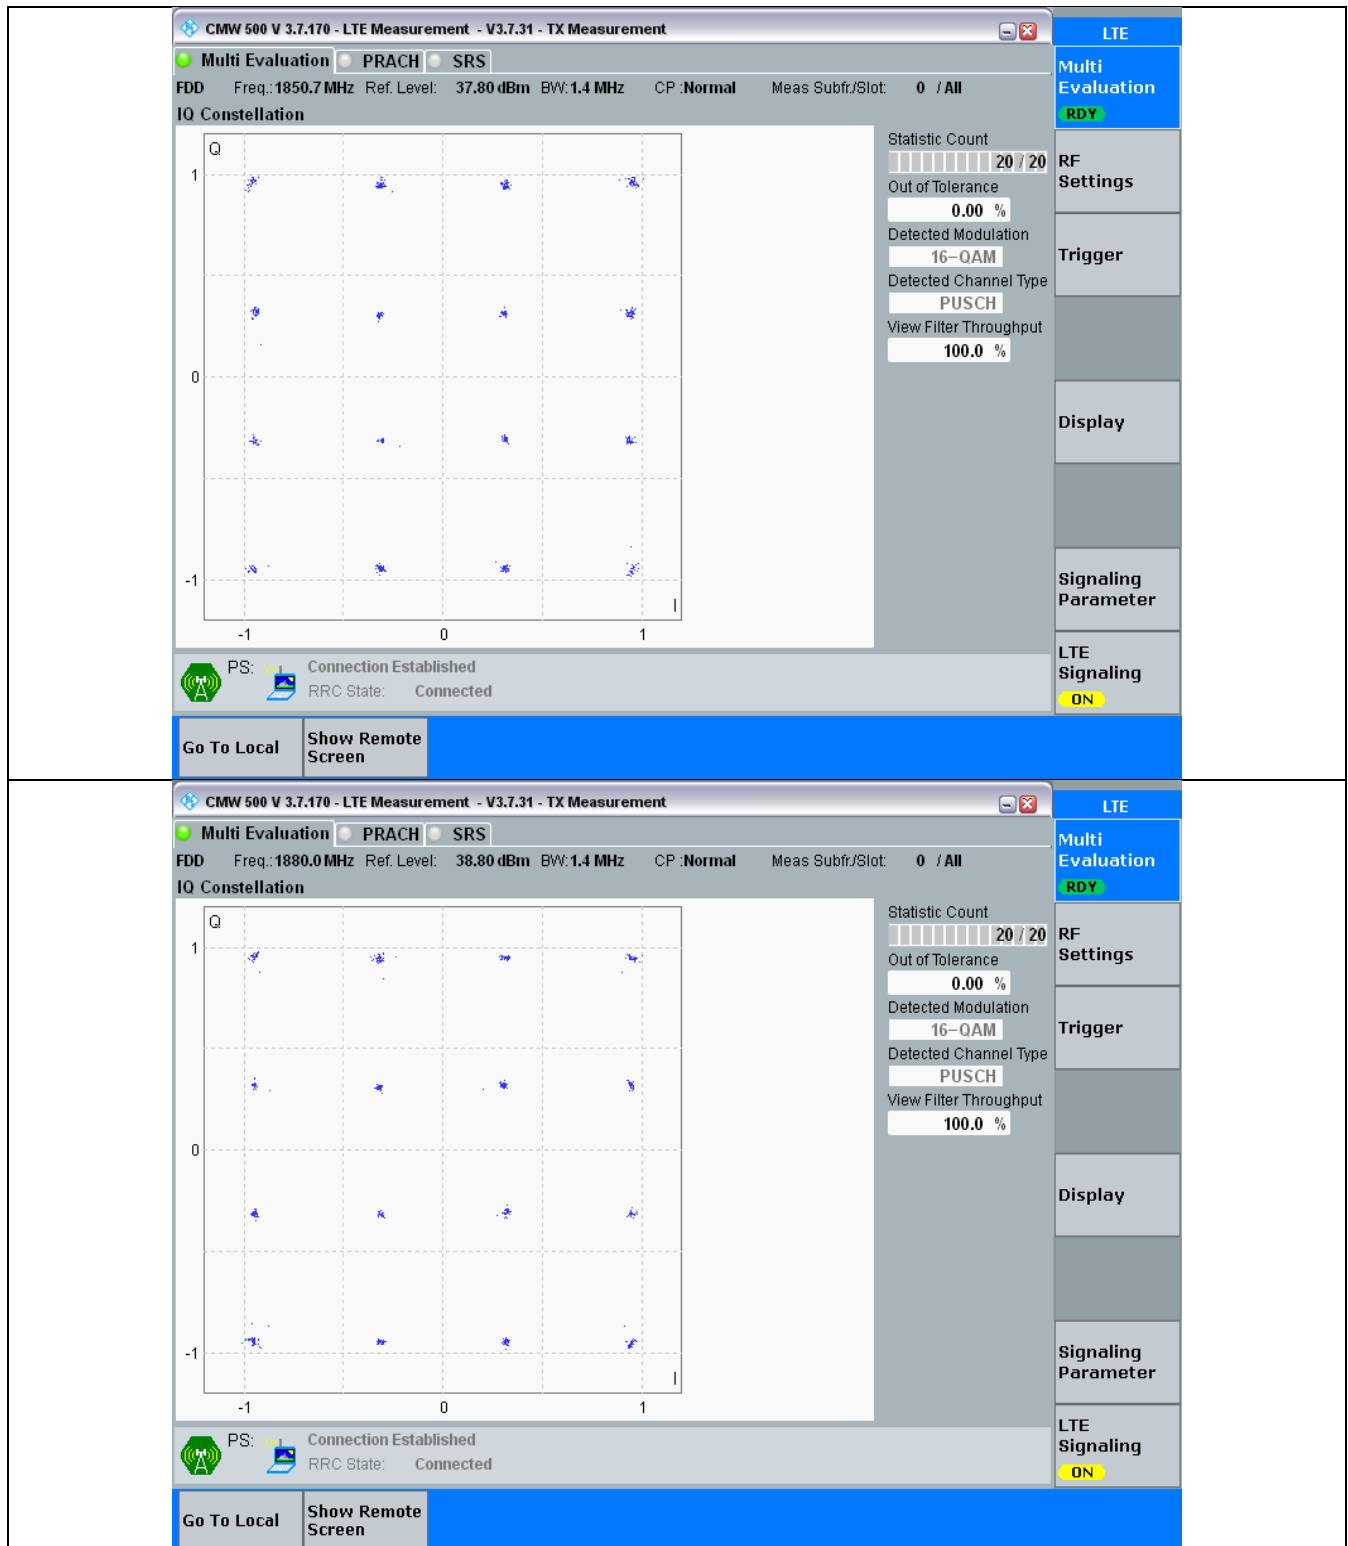 CMW 500 V 3.7.170 - LTE Measurement - V3.7.31 - TX Measurement
LTE
Multi Evaluation PRACH SRS
Multi
Evaluation
RDY
FDD Freq.: 1850.7 MHz Ref. Level: 37.80 dBm BW: 1.4 MHz CP : Normal Meas Subfr./Slot: 0 / All
IQ Constellation
Q
1
0
-1
I
-1 0 1
Statistic Count
20 / 20
Out of Tolerance
0.00 %
Detected Modulation
16-QAM
Detected Channel Type
PUSCH
View Filter Throughput
100.0 %
RF
Settings
Trigger
Display
Signaling
Parameter
LTE
Signaling
ON
PS: Connection Established
RRC State: Connected
Go To Local
Show Remote
Screen
CMW 500 V 3.7.170 - LTE Measurement - V3.7.31 - TX Measurement
LTE
Multi Evaluation PRACH SRS
Multi
Evaluation
RDY
FDD Freq.: 1880.0 MHz Ref. Level: 38.80 dBm BW: 1.4 MHz CP : Normal Meas Subfr./Slot: 0 / All
IQ Constellation
Q
1
0
-1
I
-1 0 1
Statistic Count
20 / 20
Out of Tolerance
0.00 %
Detected Modulation
16-QAM
Detected Channel Type
PUSCH
View Filter Throughput
100.0 %
RF
Settings
Trigger
Display
Signaling
Parameter
LTE
Signaling
ON
PS: Connection Established
RRC State: Connected
Go To Local
Show Remote
Screen